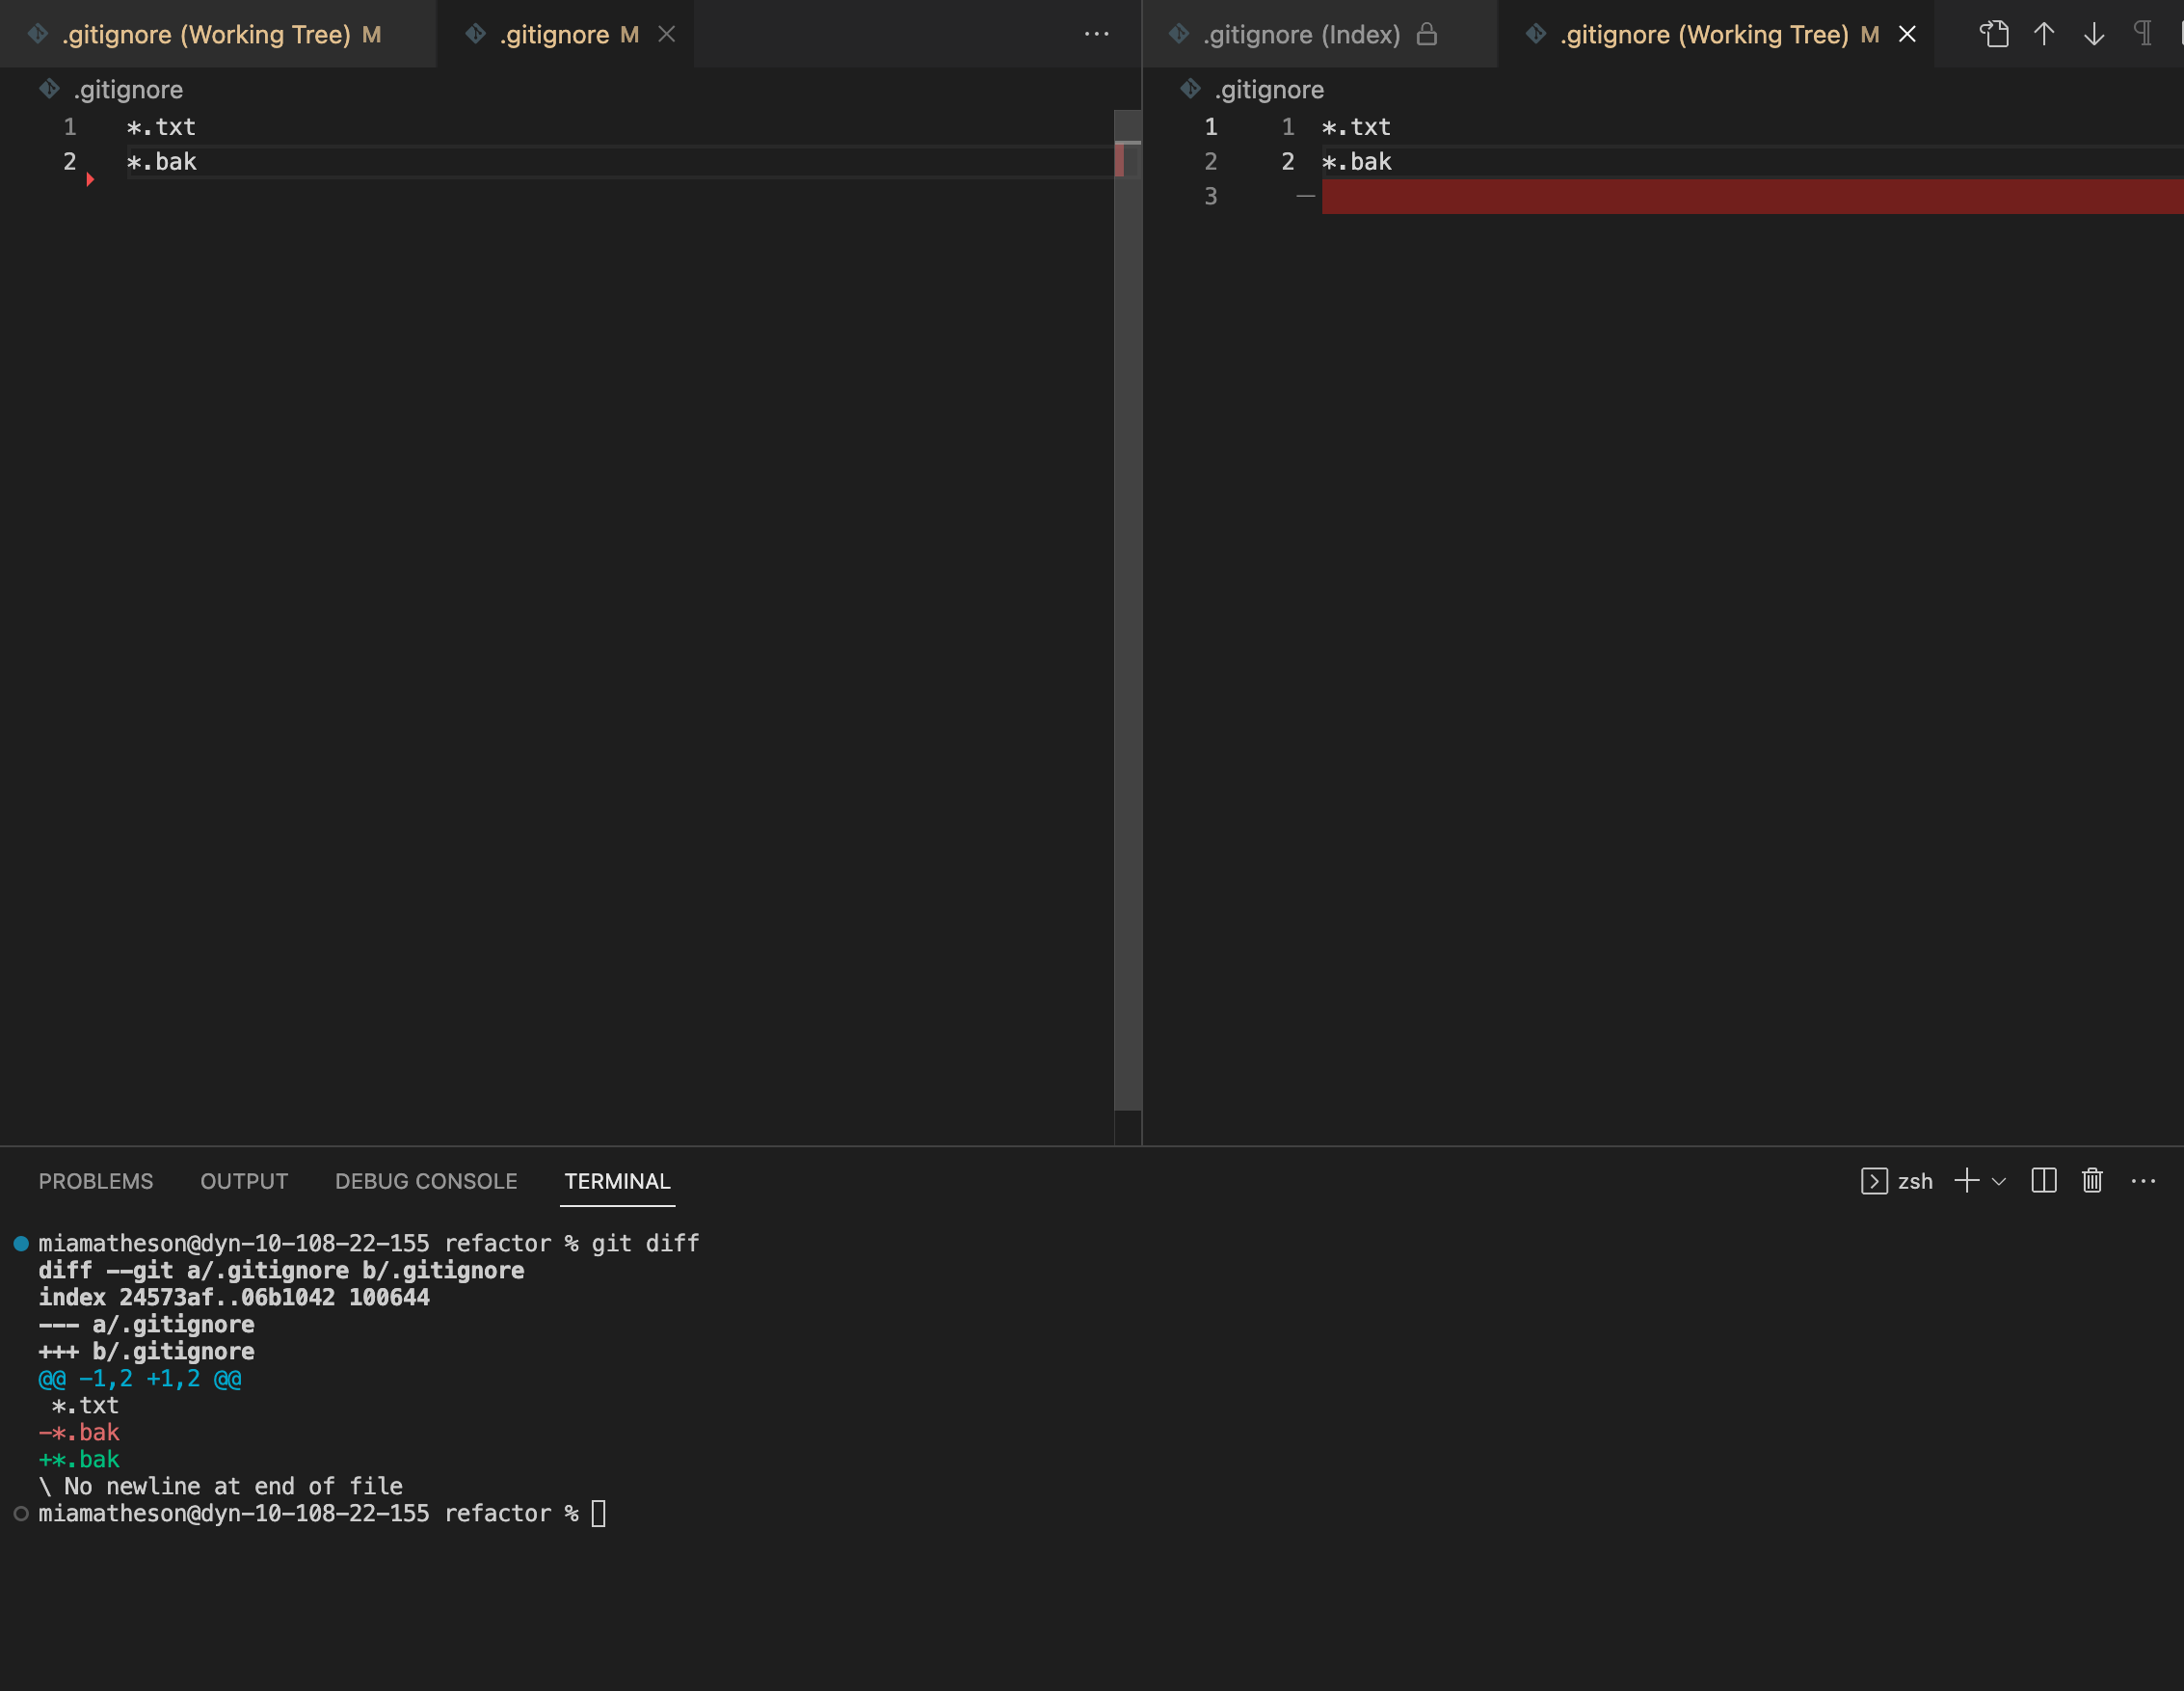 .gitignore (Working Tree) M
.gitignore M
.gitignore (Index)
.gitignore (Working Tree) M
.gitignore
1 *.txt
2 *.bak
.gitignore
1 1 *.txt
2 2 *.bak
3 —
PROBLEMS OUTPUT DEBUG CONSOLE TERMINAL
zsh
miamatheson@dyn-10-108-22-155 refactor % git diff
diff --git a/.gitignore b/.gitignore
index 24573af..06b1042 100644
--- a/.gitignore
+++ b/.gitignore
@@ -1,2 +1,2 @@
 *.txt
-*.bak
+*.bak
\ No newline at end of file
miamatheson@dyn-10-108-22-155 refactor %